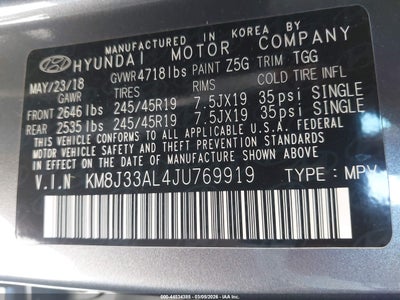 MANUFACTURED IN KOREA BY
HYUNDAI MOTOR COMPANY
MAY/23/18 GVWR4718lbs PAINT Z5G TRIM TGG
GAWR TIRES RIMS COLD TIRE INFL
FRONT 2646 lbs 245/45R19 7.5JX19 35psi SINGLE
REAR 2535 lbs 245/45R19 7.5JX19 35psi SINGLE
THIS VEHICLE CONFORMS TO ALL APPLICABLE FEDERAL
MOTOR VEHICLE SAFETY AND THEFT PREVENTION STANDARDS
IN EFFECT ON THE DATE OF MANUFACTURE SHOWN ABOVE.
V.I.N KM8J33AL4JU769919 TYPE: MPV